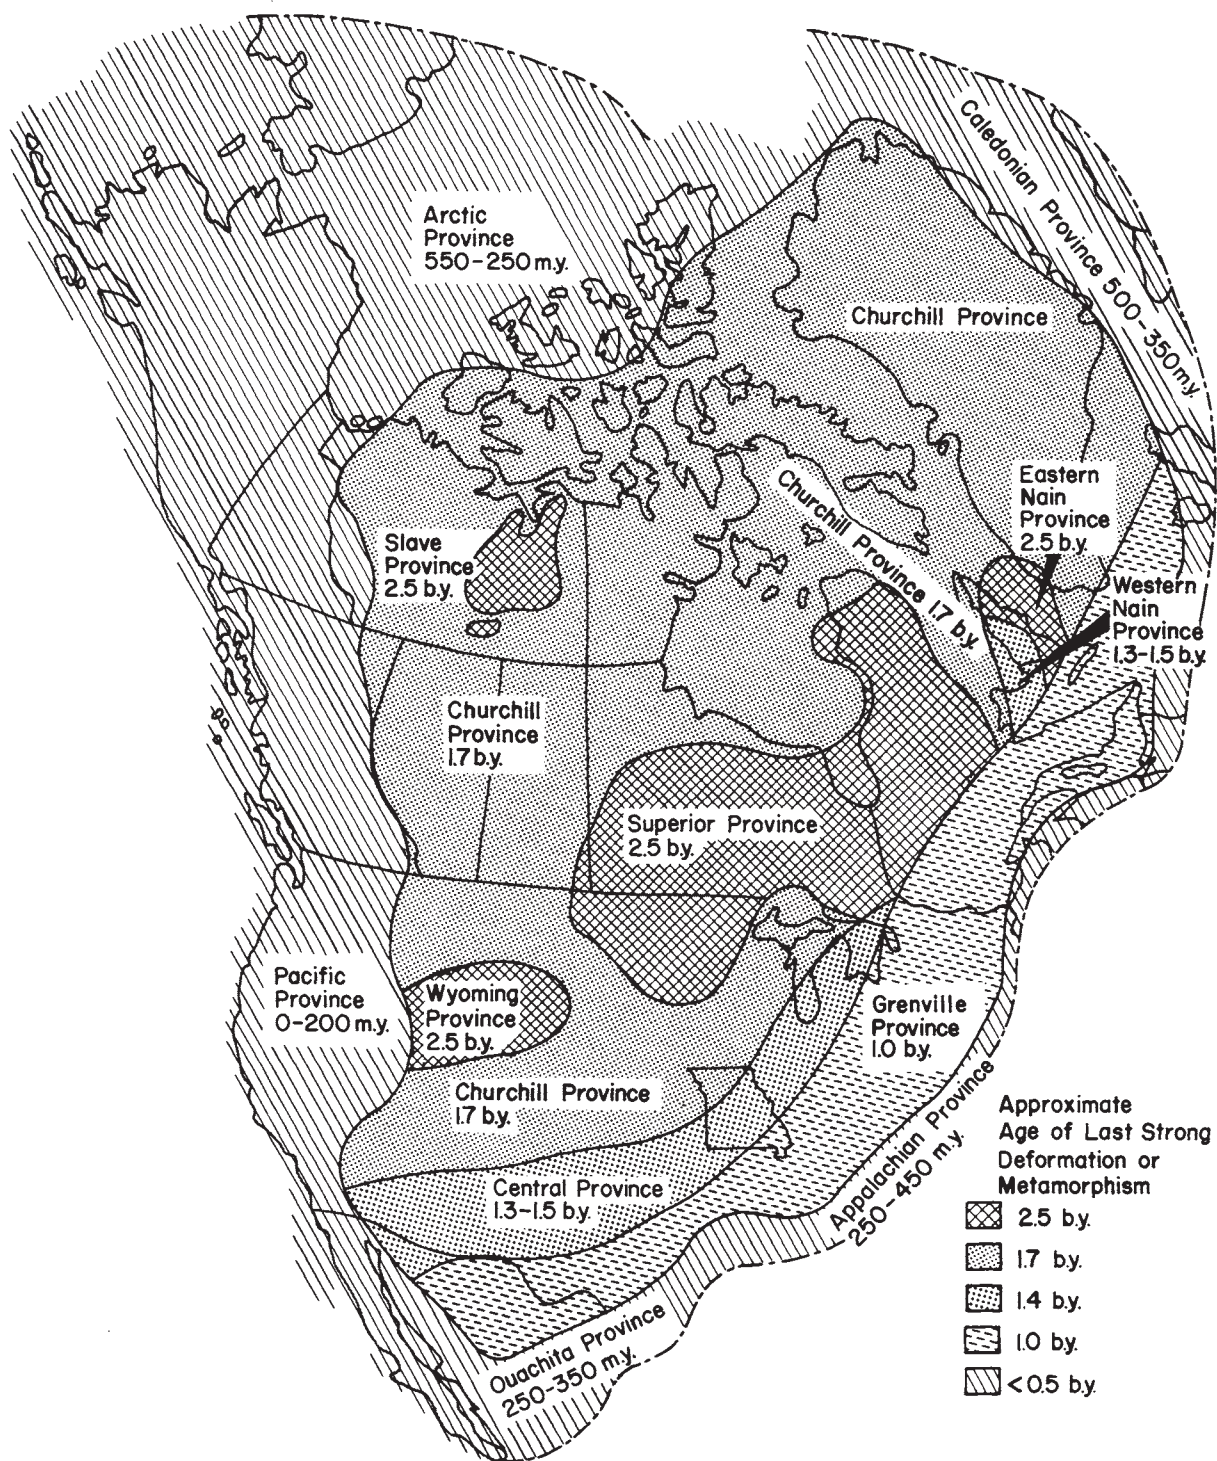 Arctic
Province
550-250 m.y.
Caledonian Province 500-350 m.y.
Churchill Province
Eastern
Nain
Province
2.5 b.y.
Churchill Province 1.7 b.y.
Slave
Province
2.5 b.y.
Western
Nain
Province
1.3-1.5 b.y.
Churchill
Province
1.7 b.y.
Superior Province
2.5 b.y.
Pacific
Province
0-200 m.y.
Wyoming
Province
2.5 b.y.
Grenville
Province
1.0 b.y.
Churchill Province
1.7 b.y.
Central Province
1.3-1.5 b.y.
Appalachian Province
250-450 m.y.
Ouachita Province
250-350 m.y.
Approximate
Age of Last Strong
Deformation or
Metamorphism
2.5 b.y.
1.7 b.y.
1.4 b.y.
1.0 b.y.
<0.5 b.y.